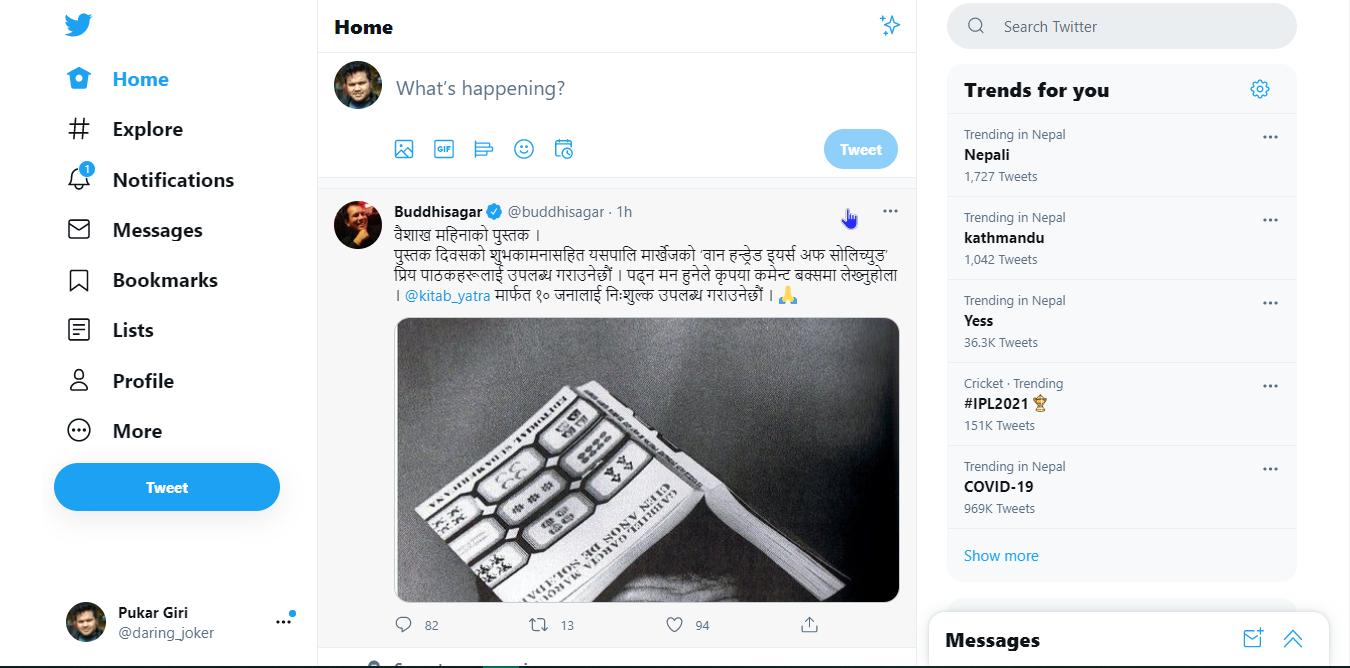 Home
Explore
1
Notifications
Messages
Bookmarks
Lists
Profile
More
Tweet
Pukar Giri
@daring_joker
Home
What's happening?
GIF
Tweet
Buddhisagar @buddhisagar · 1h
वैशाख महिनाको पुस्तक ।
पुस्तक दिवसको शुभकामनासहित यसपालि मार्खेजको 'वान हन्ड्रेड इयर्स अफ सोलिच्युड'
प्रिय पाठकहरूलाई उपलब्ध गराउनेछौं । पढ्न मन हुनेले कृपया कमेन्ट बक्समा लेख्नुहोला
। @kitab_yatra मार्फत १० जनालाई निःशुल्क उपलब्ध गराउनेछौं । 🙏
EDITORIAL SUDAMERICANA
GABRIEL GARCIA MARQ
CIEN AÑOS DE
SOLEDAD
82
13
94
Search Twitter
Trends for you
Trending in Nepal
Nepali
1,727 Tweets
Trending in Nepal
kathmandu
1,042 Tweets
Trending in Nepal
Yess
36.3K Tweets
Cricket · Trending
#IPL2021
151K Tweets
Trending in Nepal
COVID-19
969K Tweets
Show more
Messages